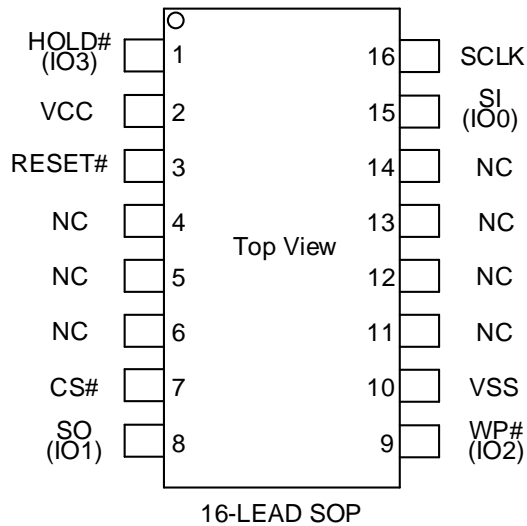 HOLD#
(IO3)
1
16
SCLK
VCC
2
15
SI
(IO0)
RESET#
3
14
NC
NC
4
13
NC
Top View
NC
5
12
NC
NC
6
11
NC
CS#
7
10
VSS
SO
(IO1)
8
9
WP#
(IO2)
16-LEAD SOP